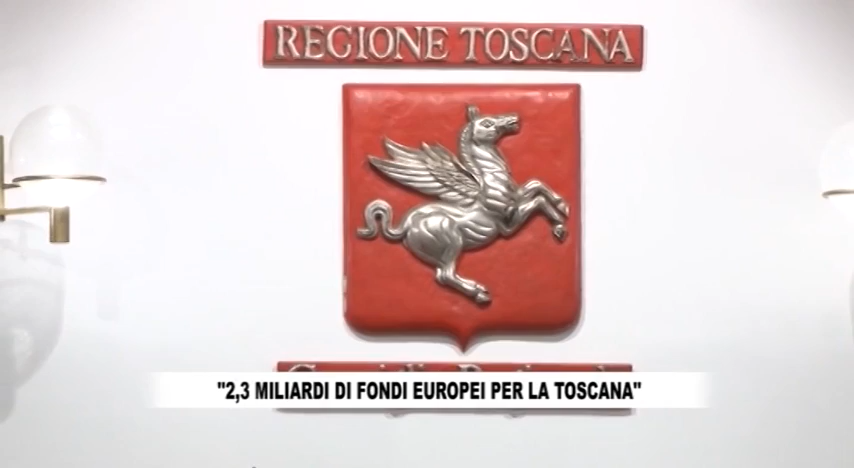 REGIONE TOSCANA
"2,3 MILIARDI DI FONDI EUROPEI PER LA TOSCANA"